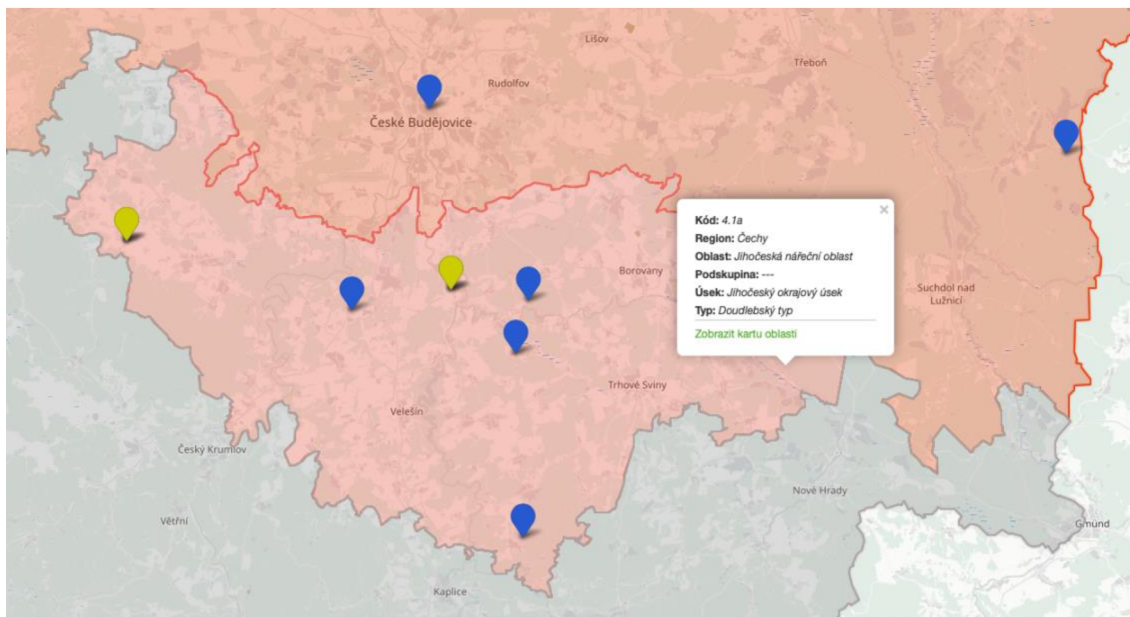 Lišov
Třeboň
Rudolfov
České Budějovice
×
Kód: 4.1a
Region: Čechy
Oblast: Jihočeská nářeční oblast
Podskupina: ---
Úsek: Jihočeský okrajový úsek
Typ: Doudlebský typ
Zobrazit kartu oblasti
Borovany
Suchdol nad
Lužnicí
Trhové Sviny
Velešín
Český Krumlov
Nové Hrady
Větřní
Gmünd
Kaplice